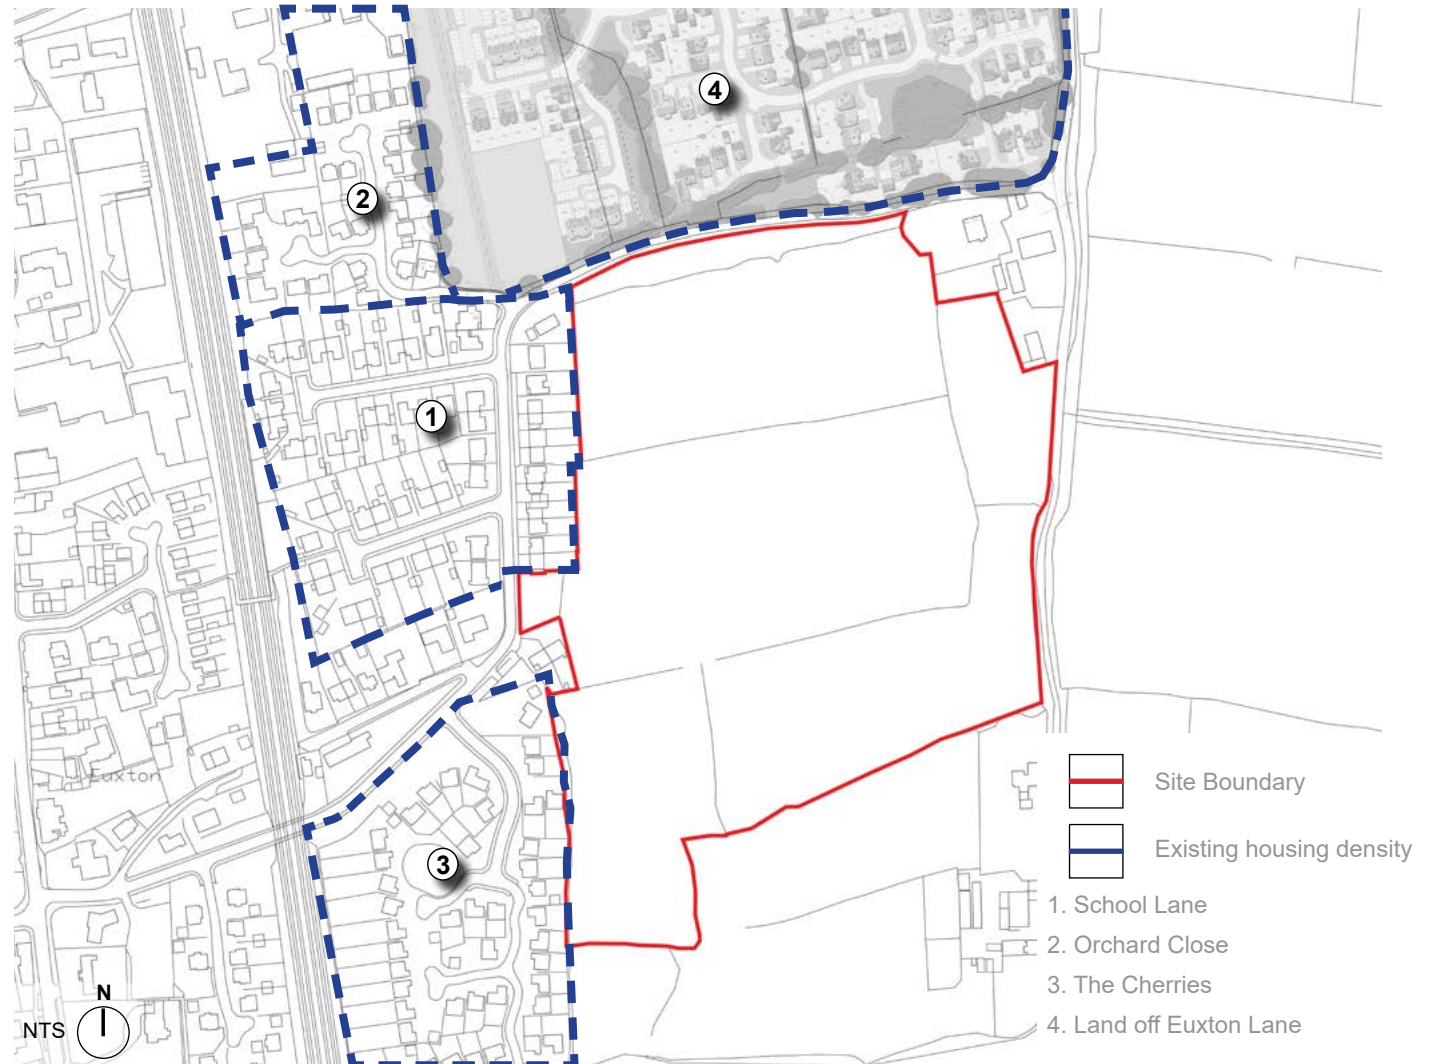 4
2
1
Euxton
3
N
NTS
Site Boundary
Existing housing density
1. School Lane
2. Orchard Close
3. The Cherries
4. Land off Euxton Lane